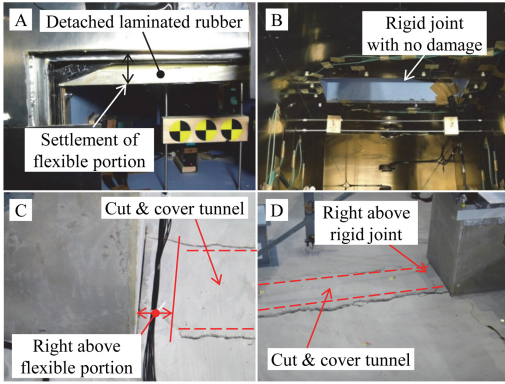 A
Detached laminated rubber
Settlement of
flexible portion
B
Rigid joint
with no damage
C
Cut & cover tunnel
Right above
flexible portion
D
Right above
rigid joint
Cut & cover tunnel